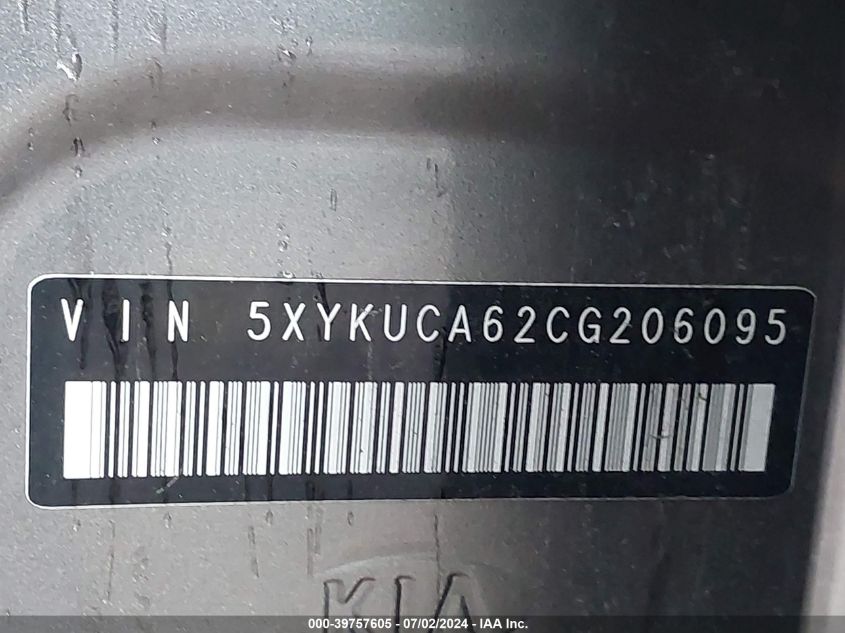 VIN 5XYKUCA62CG206095
KIA
000-39757605 - 07/02/2024 - IAA Inc.